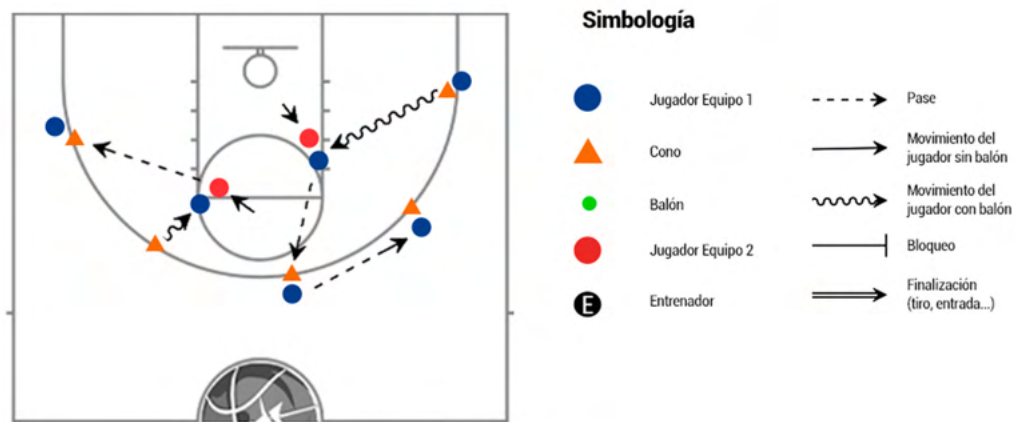 Simbología
Jugador Equipo 1
Pase
Cono
Movimiento del
jugador sin balón
Balón
Movimiento del
jugador con balón
Jugador Equipo 2
Bloqueo
E
Entrenador
Finalización
(tiro, entrada...)